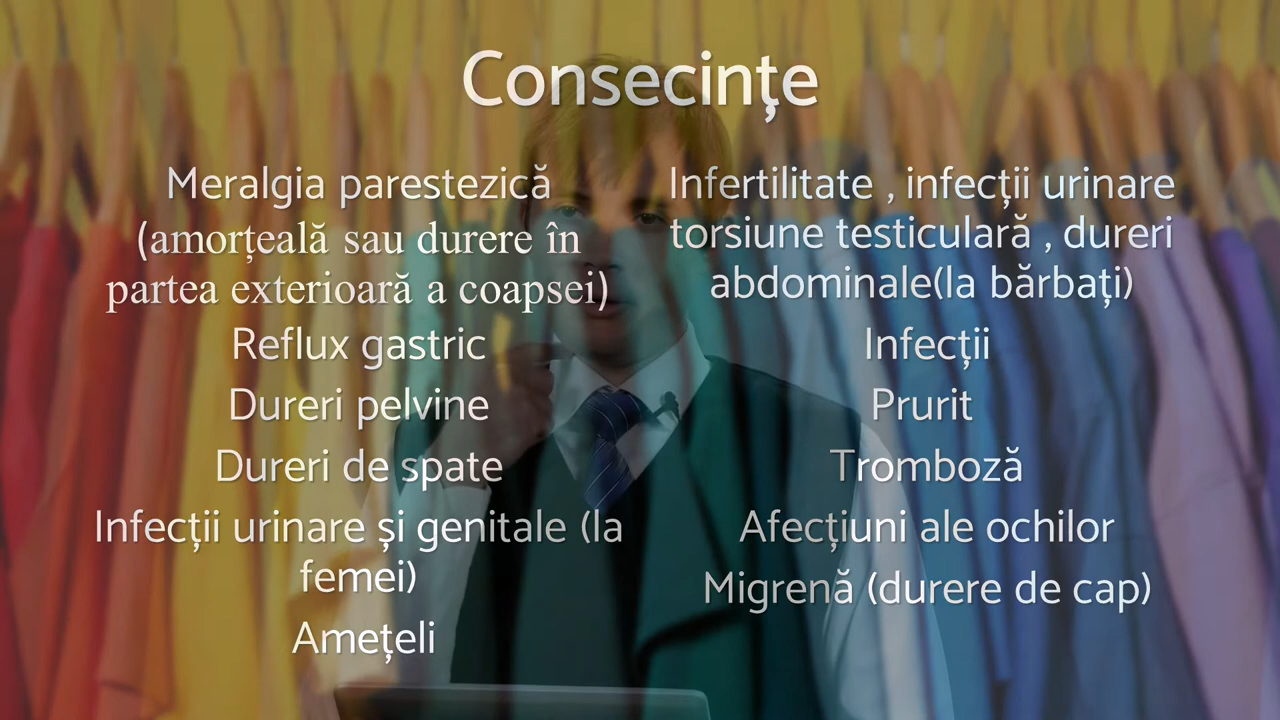 Consecințe
Meralgia parestezică
(amorțeală sau durere în
partea exterioară a coapsei)
Reflux gastric
Dureri pelvine
Dureri de spate
Infecții urinare și genitale (la
femei)
Amețeli
Infertilitate , infecții urinare
torsiune testiculară , dureri
abdominale(la bărbați)
Infecții
Prurit
Tromboză
Afecțiuni ale ochilor
Migrenă (durere de cap)